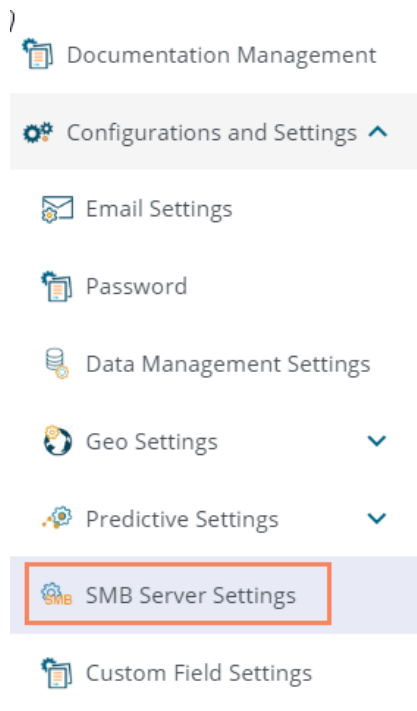 )
Documentation Management
Configurations and Settings
Email Settings
Password
Data Management Settings
Geo Settings
Predictive Settings
SMB SMB Server Settings
Custom Field Settings